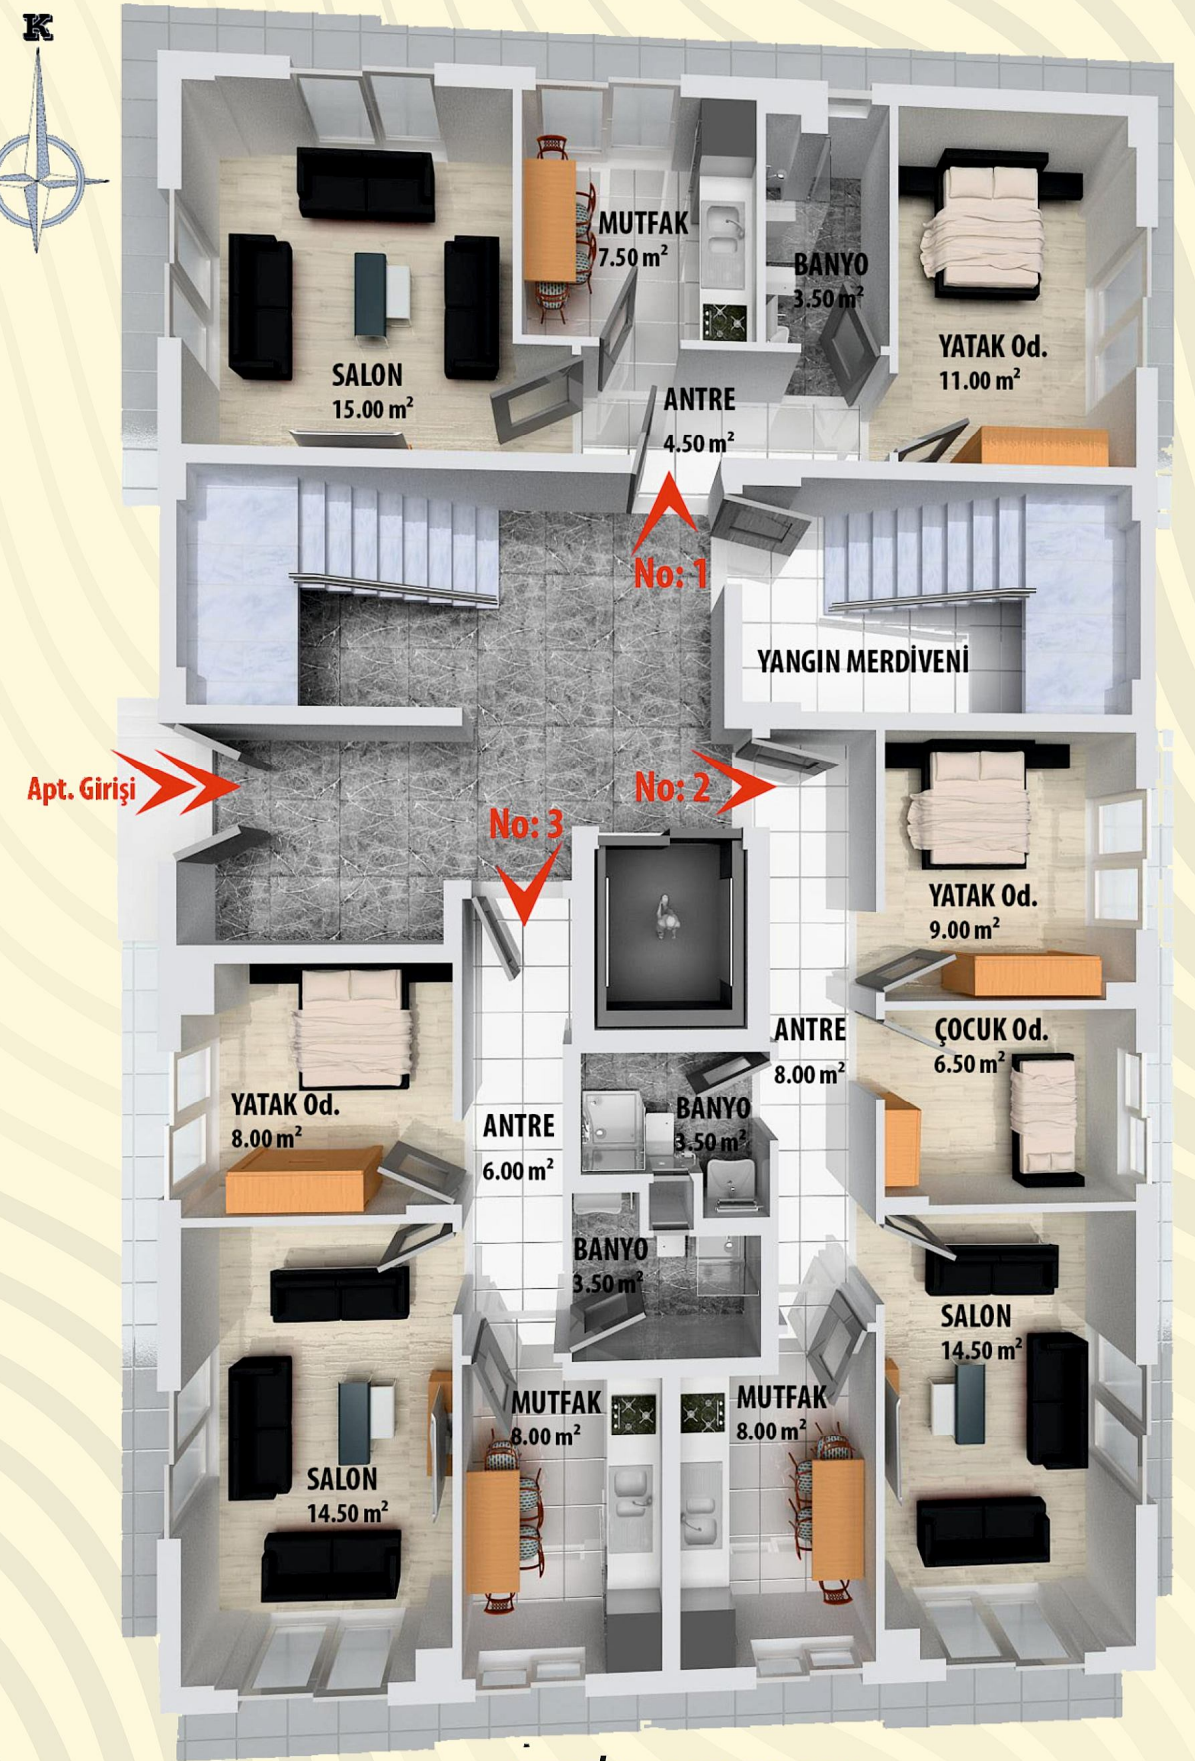 K
MUTFAK
7.50 m²
BANYO
3.50 m²
YATAK Od.
11.00 m²
SALON
15.00 m²
ANTRE
4.50 m²
No: 1
YANGIN MERDİVENİ
Apt. Girişi
No: 2
No: 3
YATAK Od.
9.00 m²
ANTRE
8.00 m²
ÇOCUK Od.
6.50 m²
YATAK Od.
8.00 m²
ANTRE
6.00 m²
BANYO
3.50 m²
BANYO
3.50 m²
SALON
14.50 m²
MUTFAK
8.00 m²
MUTFAK
8.00 m²
SALON
14.50 m²